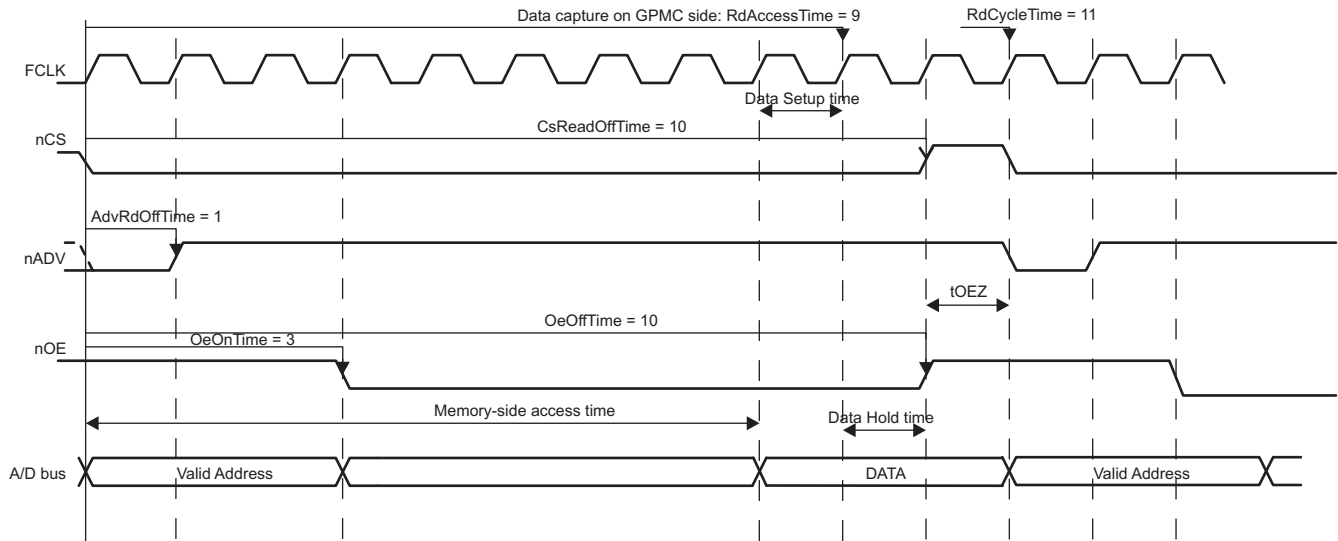 Data capture on GPMC side: RdAccessTime = 9
RdCycleTime = 11
FCLK
Data Setup time
CsReadOffTime = 10
nCS
AdvRdOffTime = 1
nADV
tOEZ
OeOffTime = 10
OeOnTime = 3
nOE
Memory-side access time
Data Hold time
A/D bus
Valid Address
DATA
Valid Address